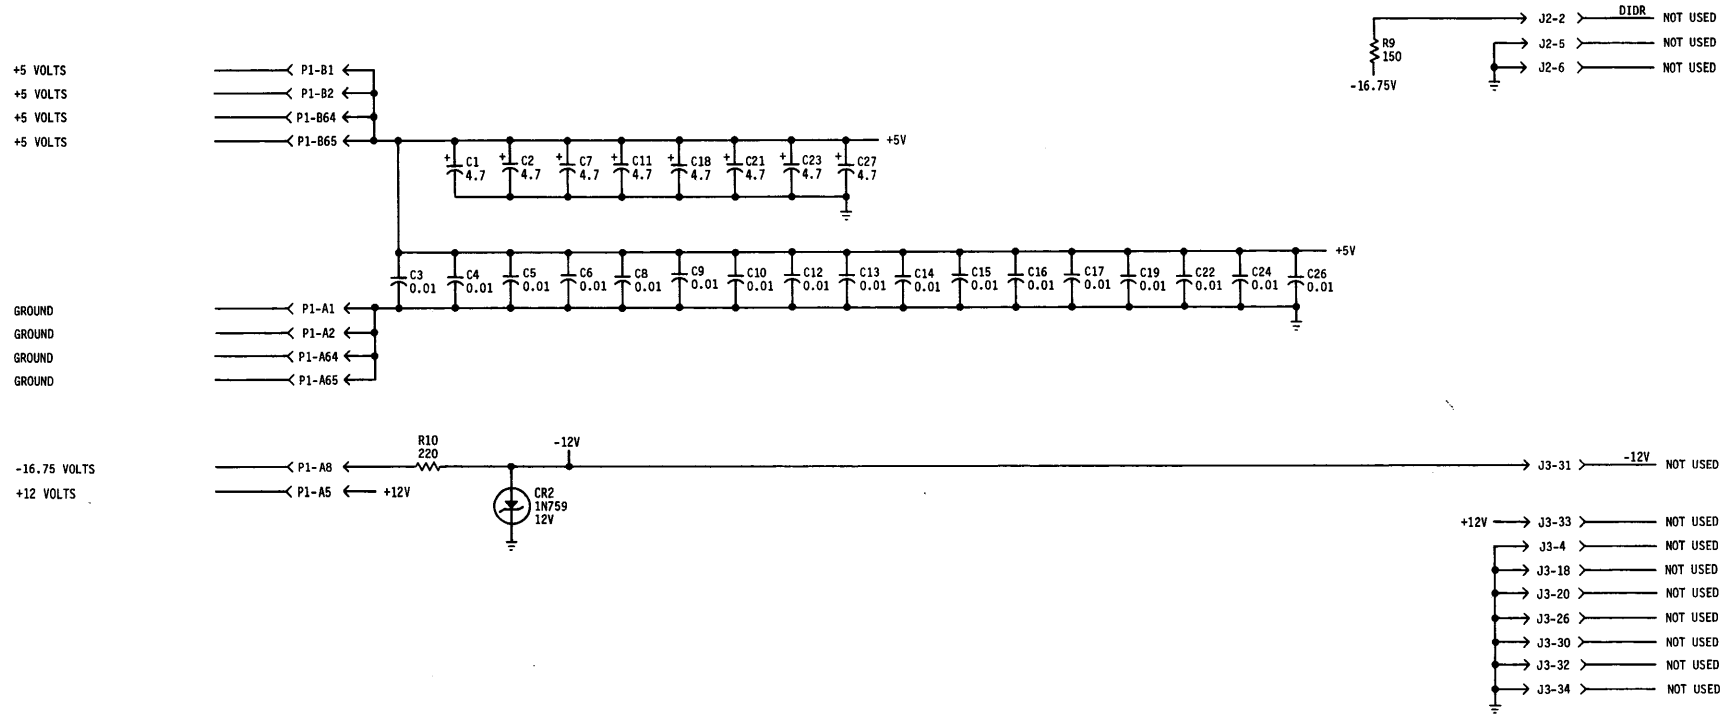 DIDR
J2-2 NOT USED
R9
150
-16.75V
J2-5 NOT USED
J2-6 NOT USED
+5 VOLTS P1-B1
+5 VOLTS P1-B2
+5 VOLTS P1-B64
+5 VOLTS P1-B65 +5V
+ C1 + C2 + C7 + C11 + C18 + C21 + C23 + C27
4.7 4.7 4.7 4.7 4.7 4.7 4.7 4.7
+5V
C3 C4 C5 C6 C8 C9 C10 C12 C13 C14 C15 C16 C17 C19 C22 C24 C26
0.01 0.01 0.01 0.01 0.01 0.01 0.01 0.01 0.01 0.01 0.01 0.01 0.01 0.01 0.01 0.01 0.01
GROUND P1-A1
GROUND P1-A2
GROUND P1-A64
GROUND P1-A65
R10
220
-12V
-16.75 VOLTS P1-A8 J3-31 -12V NOT USED
+12 VOLTS P1-A5 +12V
CR2
1N759
12V
+12V J3-33 NOT USED
J3-4 NOT USED
J3-18 NOT USED
J3-20 NOT USED
J3-26 NOT USED
J3-30 NOT USED
J3-32 NOT USED
J3-34 NOT USED